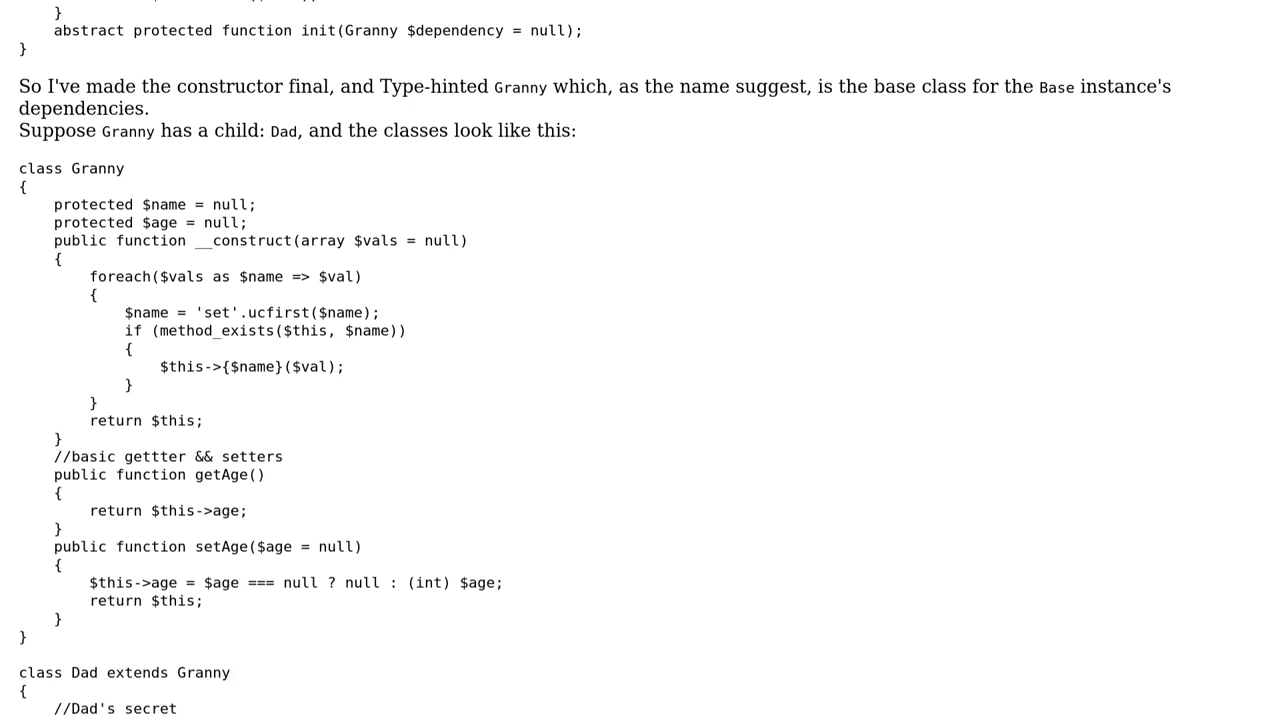 }
    abstract protected function init(Granny $dependency = null);
}
So I've made the constructor final, and Type-hinted Granny which, as the name suggest, is the base class for the Base instance's
dependencies.
Suppose Granny has a child: Dad, and the classes look like this:
class Granny
{
    protected $name = null;
    protected $age = null;
    public function __construct(array $vals = null)
    {
        foreach($vals as $name => $val)
        {
            $name = 'set'.ucfirst($name);
            if (method_exists($this, $name))
            {
                $this->{$name}($val);
            }
        }
        return $this;
    }
    //basic gettter && setters
    public function getAge()
    {
        return $this->age;
    }
    public function setAge($age = null)
    {
        $this->age = $age === null ? null : (int) $age;
        return $this;
    }
}
class Dad extends Granny
{
    //Dad's secret